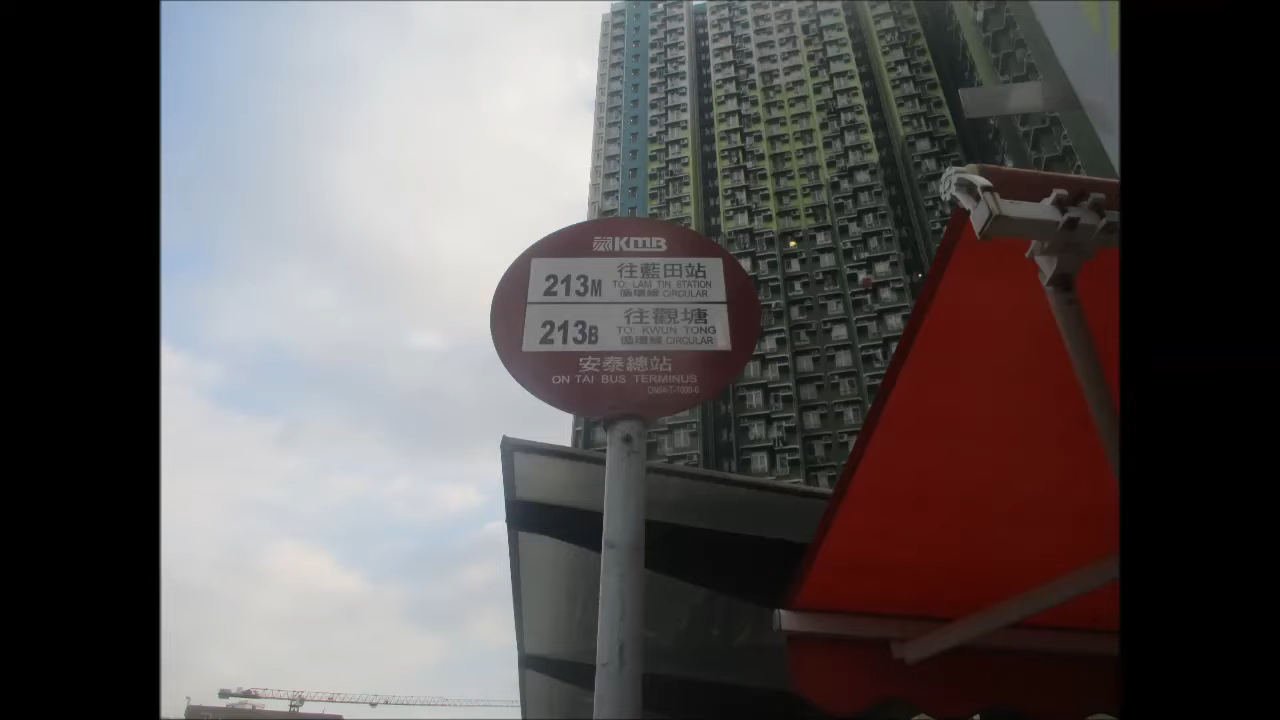 KMB
213M 往藍田站
TO: LAM TIN STATION
循環線 CIRCULAR
213B 往觀塘
TO: KWUN TONG
循環線 CIRCULAR
安泰總站
ON TAI BUS TERMINUS